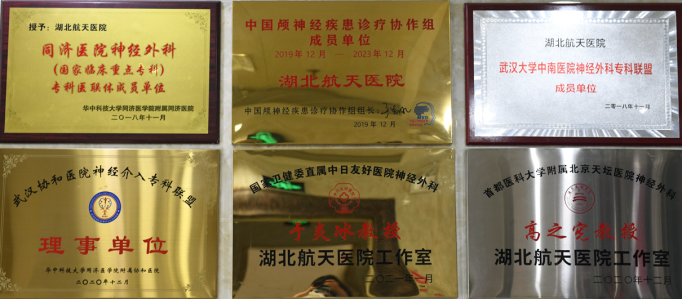 授予：湖北航天医院
同济医院神经外科
(国家临床重点专科)
专科医联体成员单位
华中科技大学同济医学院附属同济医院
二〇一八年十一月
中国颅神经疾患诊疗协作组
成员单位
2019年12月 — 2023年12月
湖北航天医院
中国颅神经疾患诊疗协作组组长:
2019年12月
湖北航天医院
武汉大学中南医院神经外科专科联盟
成员单位
二零一八年十一月
武汉协和医院神经介入专科联盟
理事单位
华中科技大学同济医学院附属协和医院
二〇二〇年十二月
国家卫健委直属中日友好医院神经外科
于炎冰教授
湖北航天医院工作室
二〇二一年 月
首都医科大学附属北京天坛医院神经外科
高之宪教授
湖北航天医院工作室
二〇二〇年十二月